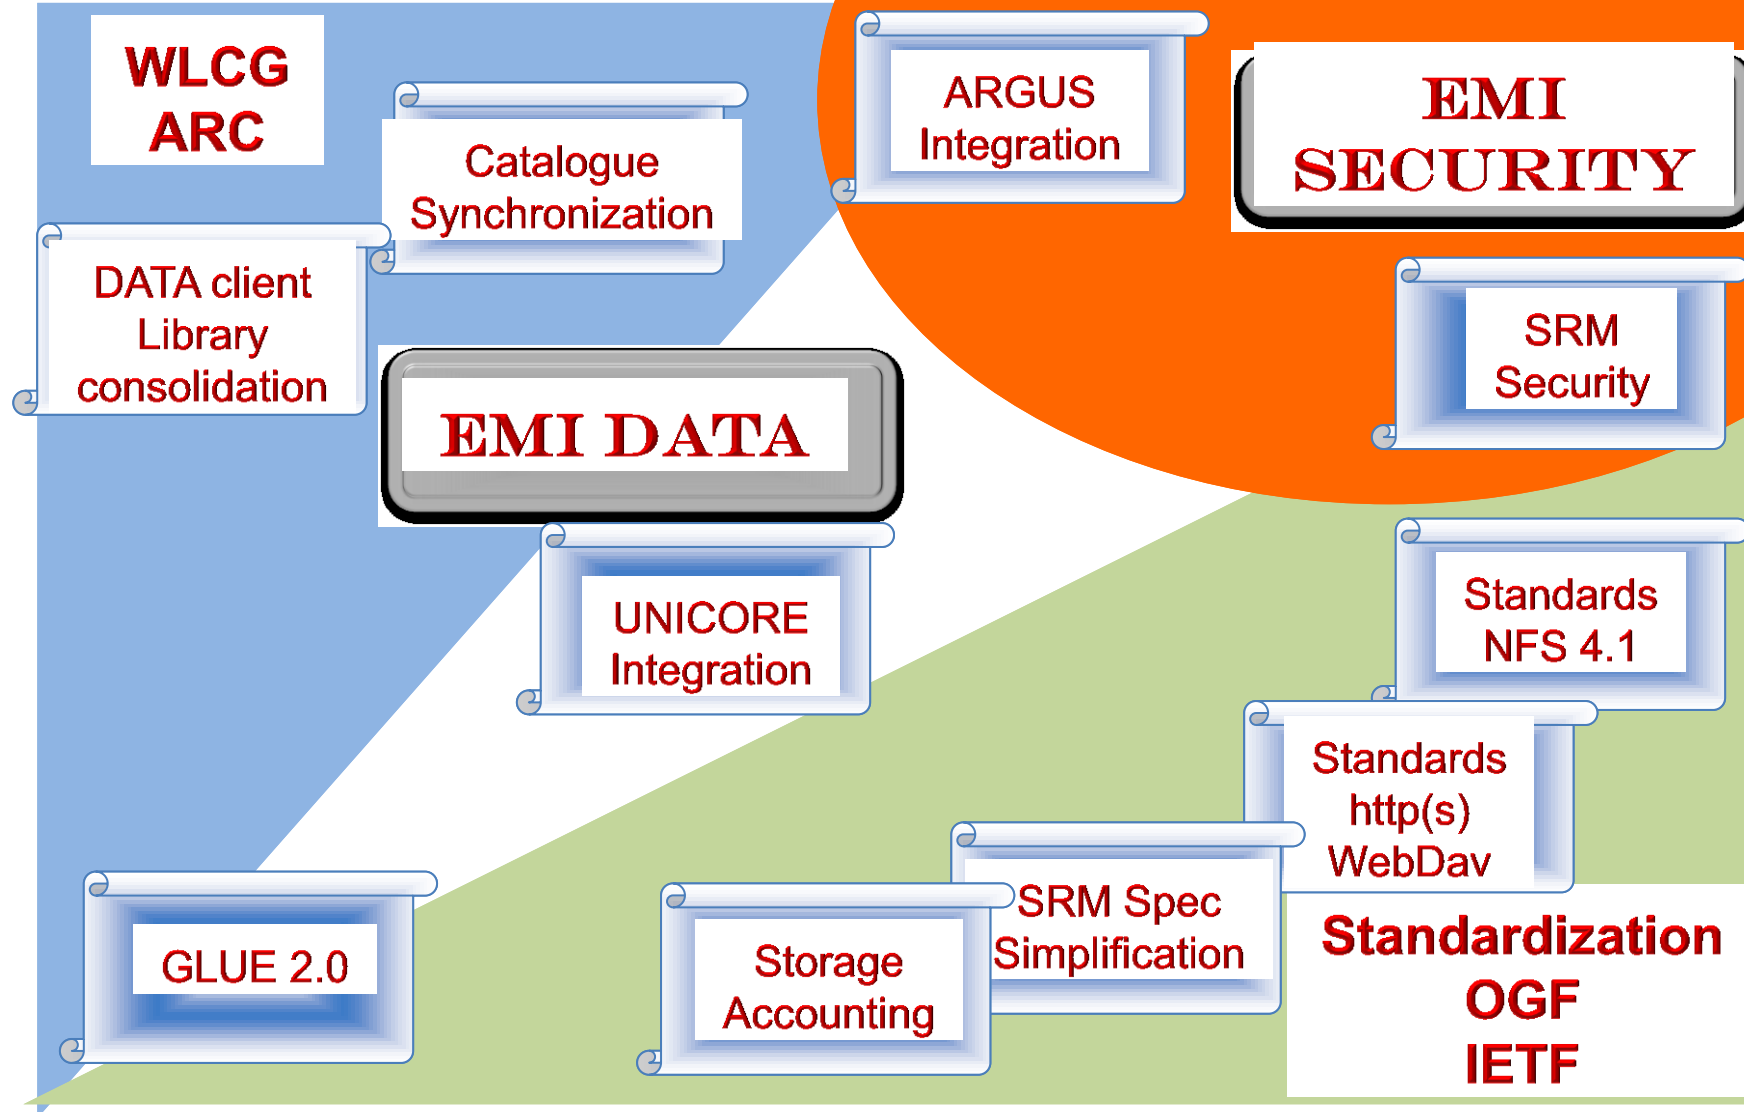 WLCG
ARC
Catalogue
Synchronization
ARGUS
Integration
EMI
SECURITY
DATA client
Library
consolidation
SRM
Security
EMI DATA
UNICORE
Integration
Standards
NFS 4.1
Standards
http(s)
WebDav
GLUE 2.0
Storage
Accounting
SRM Spec
Simplification
Standardization
OGF
IETF